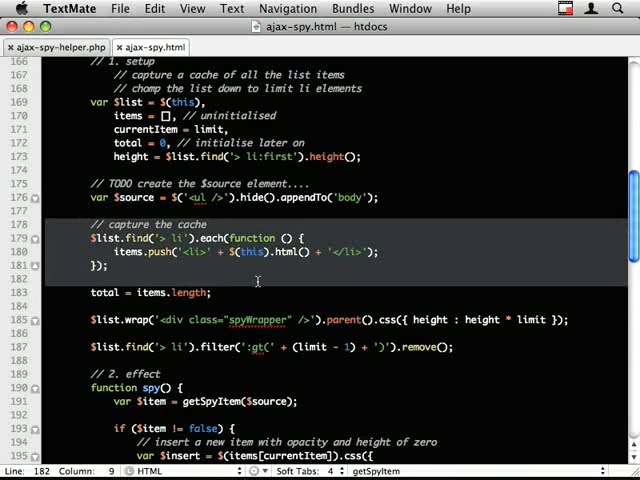 TextMate File Edit View Text Navigation Bundles Window Help
ajax-spy.html — htdocs
× ajax-spy-helper.php × ajax-spy.html
166 // 1. setup
167 // capture a cache of all the list items
168 // chomp the list down to limit li elements
169 var $list = $(this),
170 items = [], // uninitialised
171 currentItem = limit,
172 total = 0, // initialise later on
173 height = $list.find('> li:first').height();
174
175 // TODO create the $source element....
176 var $source = $('<ul />').hide().appendTo('body');
177
178 // capture the cache
179 $list.find('> li').each(function () {
180 items.push('<li>' + $(this).html() + '</li>');
181 });
182
183 total = items.length;
184
185 $list.wrap('<div class="spyWrapper" />').parent().css({ height : height * limit });
186
187 $list.find('> li').filter(':gt(' + (limit - 1) + ')').remove();
188
189 // 2. effect
190 function spy() {
191 var $item = getSpyItem($source);
192
193 if ($item != false) {
194 // insert a new item with opacity and height of zero
195 var $insert = $(items[currentItem]).css({
Line: 182 Column: 9 HTML Soft Tabs: 4 getSpyItem